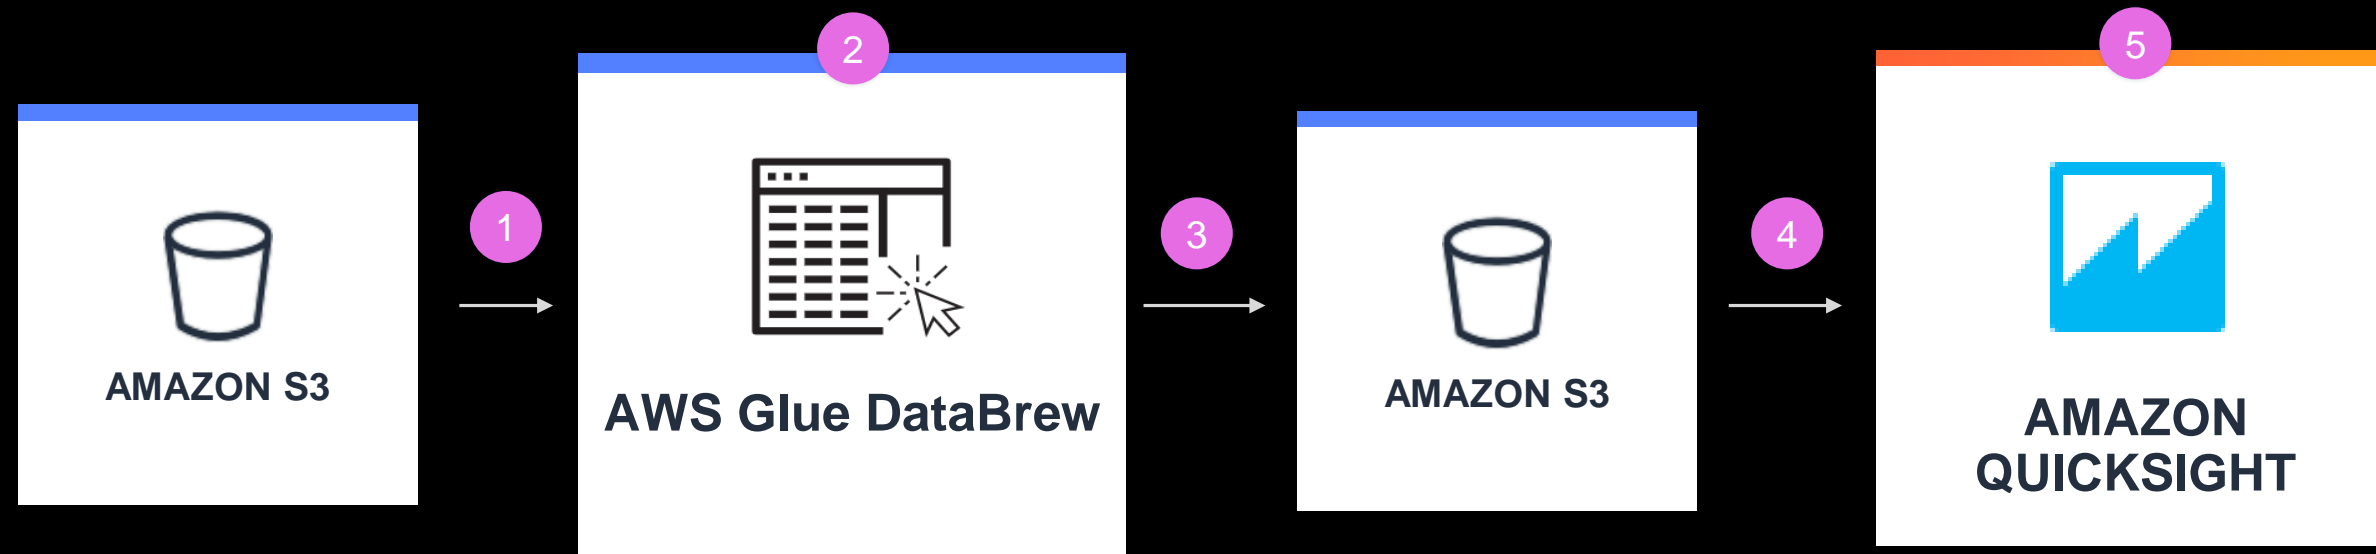 AMAZON S3
1
2
AWS Glue DataBrew
3
AMAZON S3
4
5
AMAZON
QUICKSIGHT